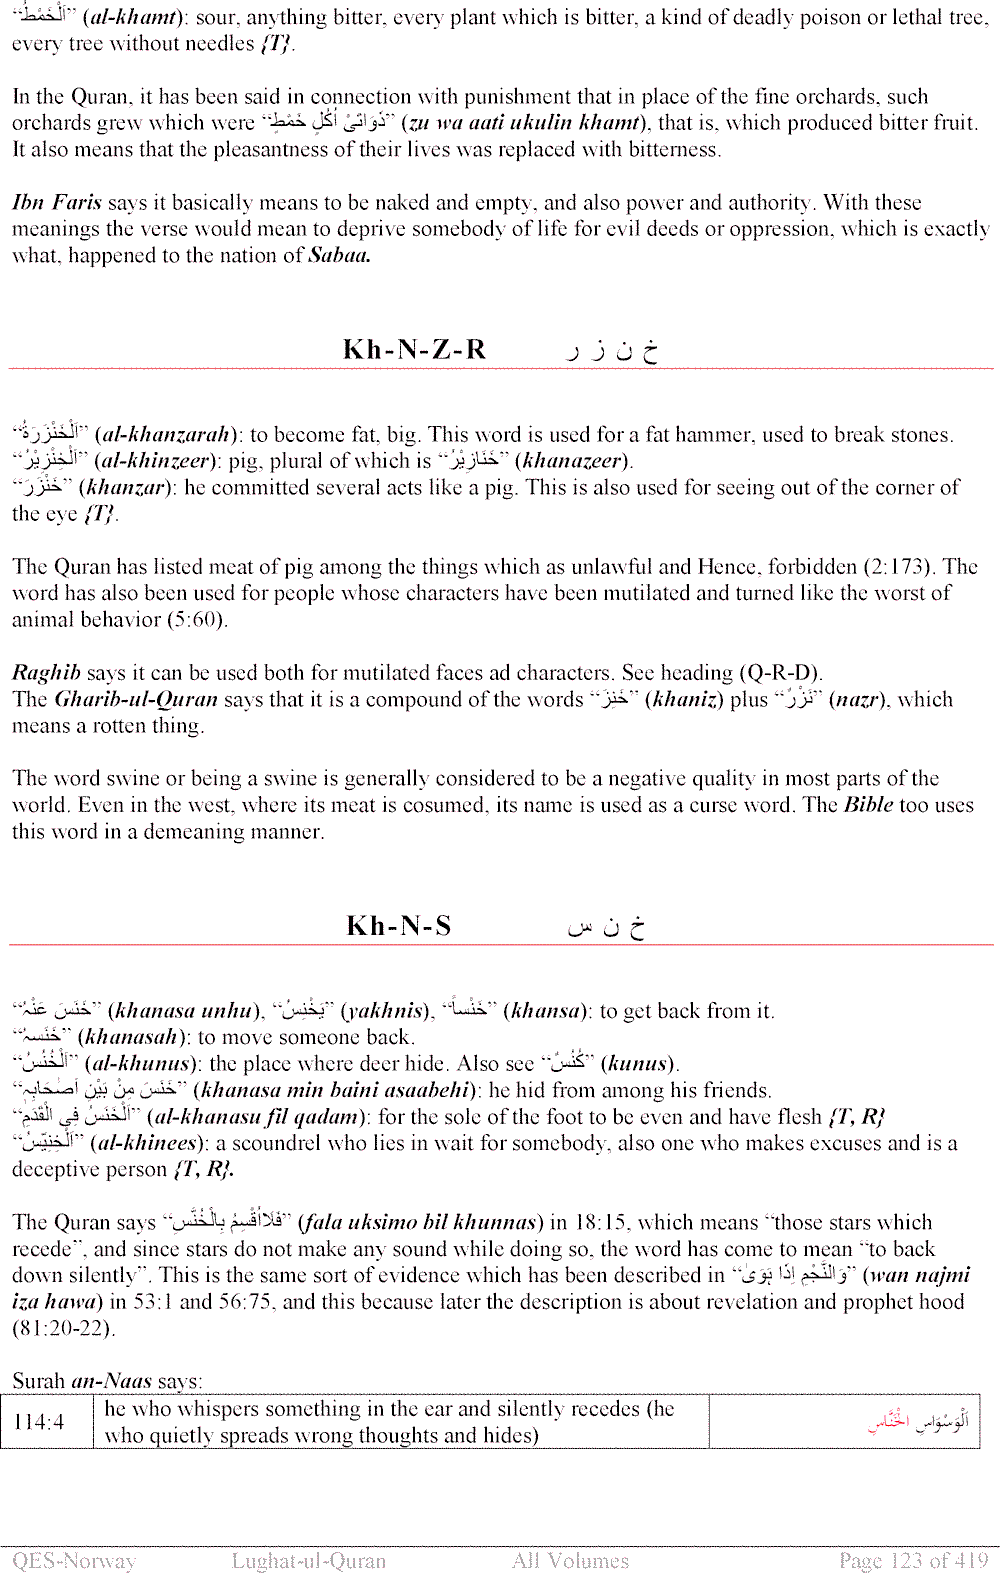 “اَلْخَمْطُ” (al-khamt): sour, anything bitter, every plant which is bitter, a kind of deadly poison or lethal tree,
every tree without needles {T}.
In the Quran, it has been said in connection with punishment that in place of the fine orchards, such
orchards grew which were “ذَوَاتَیْ اُکُلٍ خَمْطٍ” (zu wa aati ukulin khamt), that is, which produced bitter fruit.
It also means that the pleasantness of their lives was replaced with bitterness.
Ibn Faris says it basically means to be naked and empty, and also power and authority. With these
meanings the verse would mean to deprive somebody of life for evil deeds or oppression, which is exactly
what, happened to the nation of Sabaa.
Kh-N-Z-R خ ن ز ر
“اَلْخَنْزَرَۃُ” (al-khanzarah): to become fat, big. This word is used for a fat hammer, used to break stones.
“اَلْخِنْزِیْرُ” (al-khinzeer): pig, plural of which is “خَنَازِیْرُ” (khanazeer).
“خَنْزَرَ” (khanzar): he committed several acts like a pig. This is also used for seeing out of the corner of
the eye {T}.
The Quran has listed meat of pig among the things which as unlawful and Hence, forbidden (2:173). The
word has also been used for people whose characters have been mutilated and turned like the worst of
animal behavior (5:60).
Raghib says it can be used both for mutilated faces ad characters. See heading (Q-R-D).
The Gharib-ul-Quran says that it is a compound of the words “خَنِزَ” (khaniz) plus “نَزْرٌ” (nazr), which
means a rotten thing.
The word swine or being a swine is generally considered to be a negative quality in most parts of the
world. Even in the west, where its meat is cosumed, its name is used as a curse word. The Bible too uses
this word in a demeaning manner.
Kh-N-S خ ن س
“خَنَسَ عَنْہُ” (khanasa unhu), “یَخْنِسُ” (yakhnis), “خَنْساً” (khansa): to get back from it.
“خَنَسہُ” (khanasah): to move someone back.
“اَلْخُنُسُ” (al-khunus): the place where deer hide. Also see “کُنُسٌ” (kunus).
“خَنَسَ مِنْ بَیْنِ اَصْحَابِہٖ” (khanasa min baini asaabehi): he hid from among his friends.
“اَلْخَنَسُ فِی الْقَدَمِ” (al-khanasu fil qadam): for the sole of the foot to be even and have flesh {T, R}
“اَلْخِنِّیْسُ” (al-khinees): a scoundrel who lies in wait for somebody, also one who makes excuses and is a
deceptive person {T, R}.
The Quran says “فَلَااُقْسِمُ بِالْخُنَّسِ” (fala uksimo bil khunnas) in 18:15, which means “those stars which
recede”, and since stars do not make any sound while doing so, the word has come to mean “to back
down silently”. This is the same sort of evidence which has been described in “وَالنَّجْمِ اِذَا ہَوَیٰ” (wan najmi
iza hawa) in 53:1 and 56:75, and this because later the description is about revelation and prophet hood
(81:20-22).
Surah an-Naas says:
114:4 he who whispers something in the ear and silently recedes (he
who quietly spreads wrong thoughts and hides) اَلْوَسْوَاسِ الْخَنَّاسِ
QES-Norway Lughat-ul-Quran All Volumes Page 123 of 419